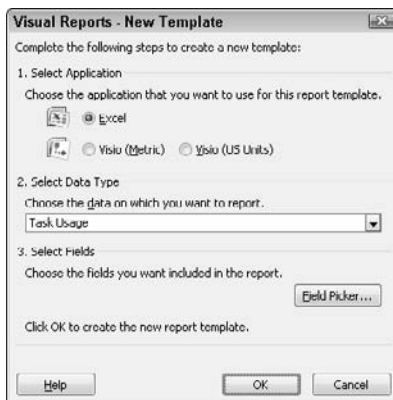 Visual Reports - New Template
Complete the following steps to create a new template:
1. Select Application
Choose the application that you want to use for this report template.
Excel
Visio (Metric) Visio (US Units)
2. Select Data Type
Choose the data on which you want to report.
Task Usage
3. Select Fields
Choose the fields you want included in the report.
Field Picker...
Click OK to create the new report template.
Help OK Cancel